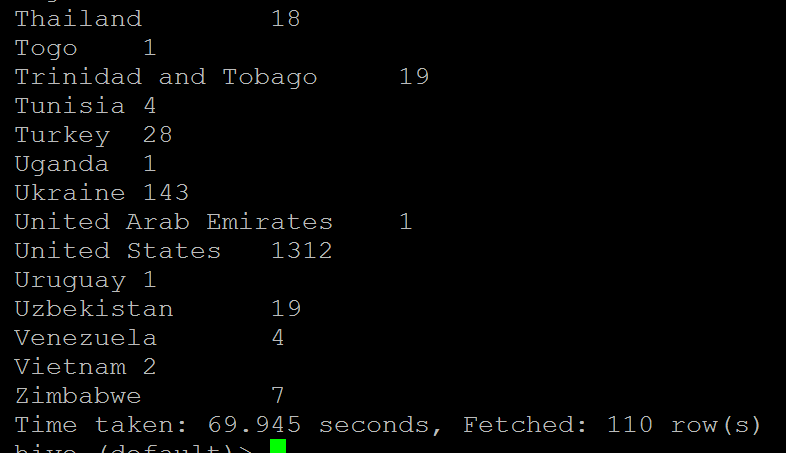 Thailand 18
Togo 1
Trinidad and Tobago 19
Tunisia 4
Turkey 28
Uganda 1
Ukraine 143
United Arab Emirates 1
United States 1312
Uruguay 1
Uzbekistan 19
Venezuela 4
Vietnam 2
Zimbabwe 7
Time taken: 69.945 seconds, Fetched: 110 row(s)
hive (default)>